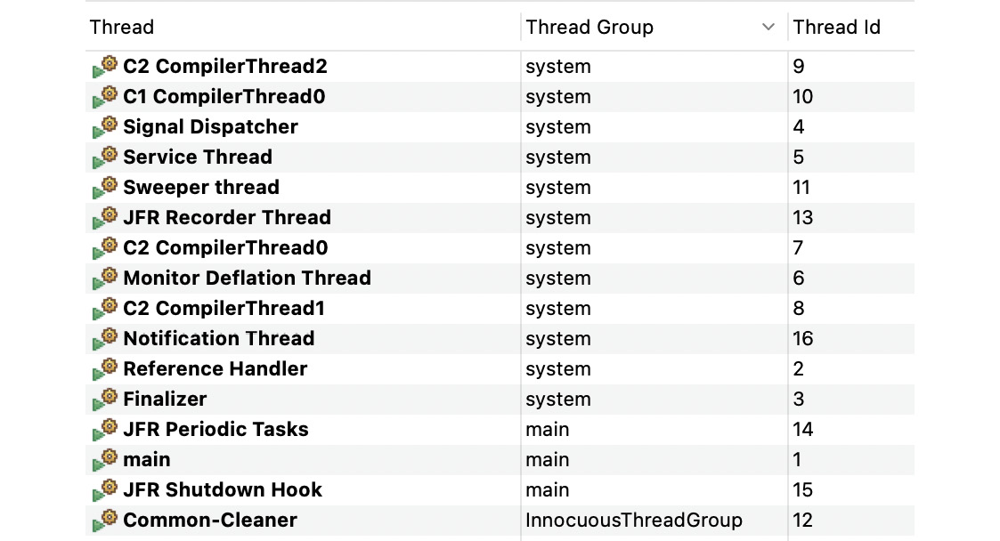 Thread Thread Group Thread Id
C2 CompilerThread2 system 9
C1 CompilerThread0 system 10
Signal Dispatcher system 4
Service Thread system 5
Sweeper thread system 11
JFR Recorder Thread system 13
C2 CompilerThread0 system 7
Monitor Deflation Thread system 6
C2 CompilerThread1 system 8
Notification Thread system 16
Reference Handler system 2
Finalizer system 3
JFR Periodic Tasks main 14
main main 1
JFR Shutdown Hook main 15
Common-Cleaner InnocuousThreadGroup 12